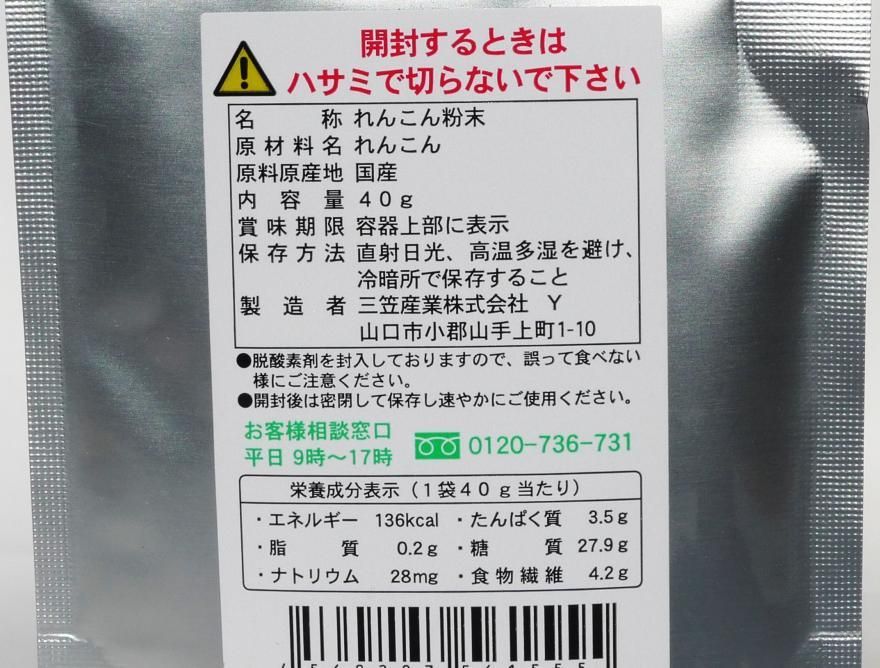 開封するときは
ハサミで切らないで下さい
名称 れんこん粉末
原材料名 れんこん
原料原産地 国産
内容量 40g
賞味期限 容器上部に表示
保存方法 直射日光、高温多湿を避け、
冷暗所で保存すること
製造者 三笠産業株式会社 Y
山口市小郡山手上町1-10
●脱酸素剤を封入しておりますので、誤って食べない
様にご注意ください。
●開封後は密閉して保存し速やかにご使用ください。
お客様相談窓口
平日 9時～17時 0120-736-731
栄養成分表示（1袋40g当たり）
・エネルギー 136kcal ・たんぱく質 3.5g
・脂質 0.2g ・糖質 27.9g
・ナトリウム 28mg ・食物繊維 4.2g